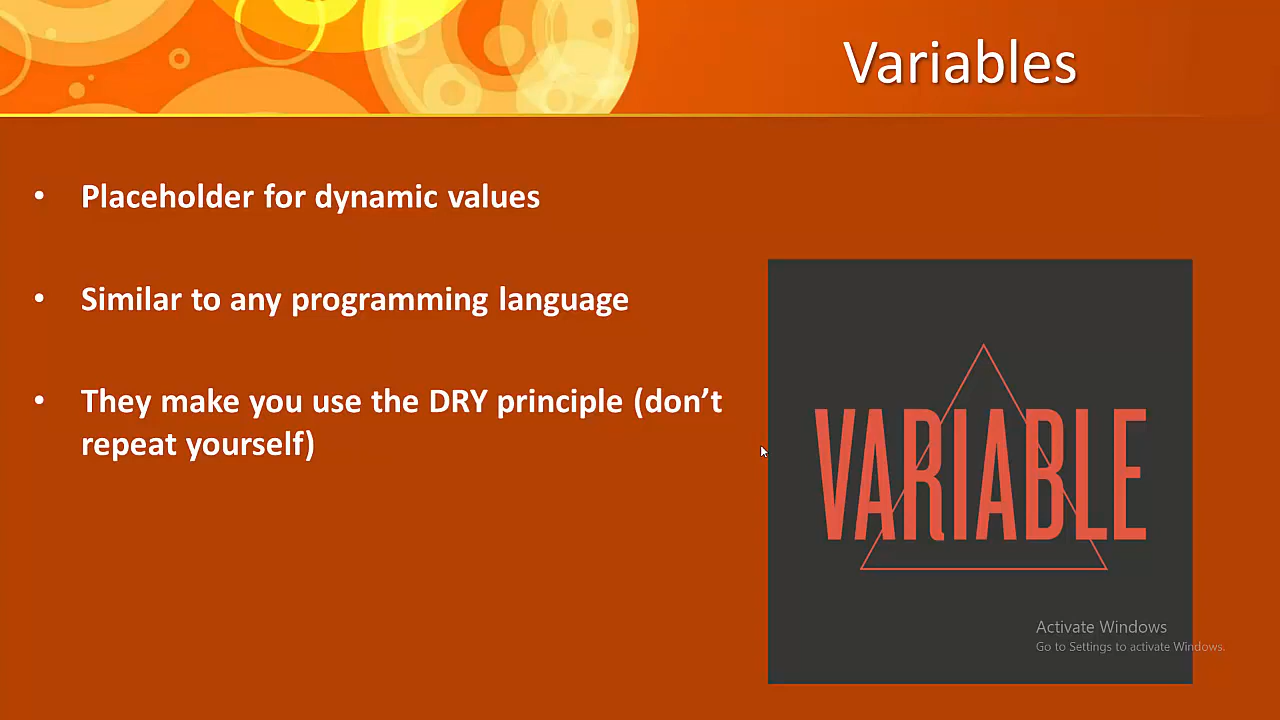 Variables
• Placeholder for dynamic values
• Similar to any programming language
• They make you use the DRY principle (don’t
repeat yourself)
VARIABLE
Activate Windows
Go to Settings to activate Windows.